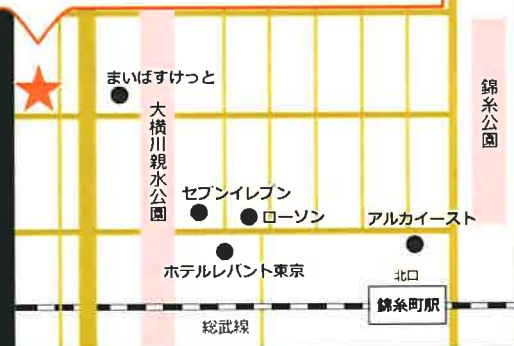 まいばすけっと
大横川親水公園
錦糸公園
セブンイレブン
ローソン
アルカイースト
ホテルレバント東京
北口
錦糸町駅
総武線